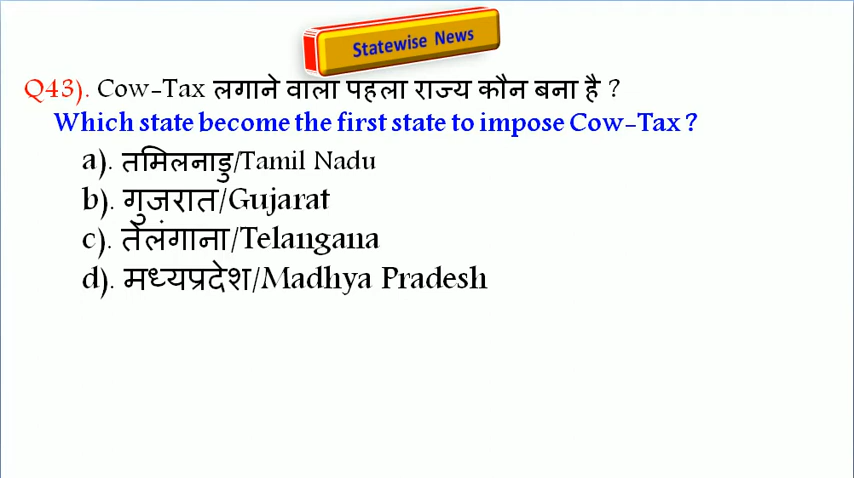 Statewise News
Q43). Cow-Tax लगाने वाला पहला राज्य कौन बना है ?
Which state become the first state to impose Cow-Tax ?
a). तमिलनाडु/Tamil Nadu
b). गुजरात/Gujarat
c). तेलंगाना/Telangana
d). मध्यप्रदेश/Madhya Pradesh